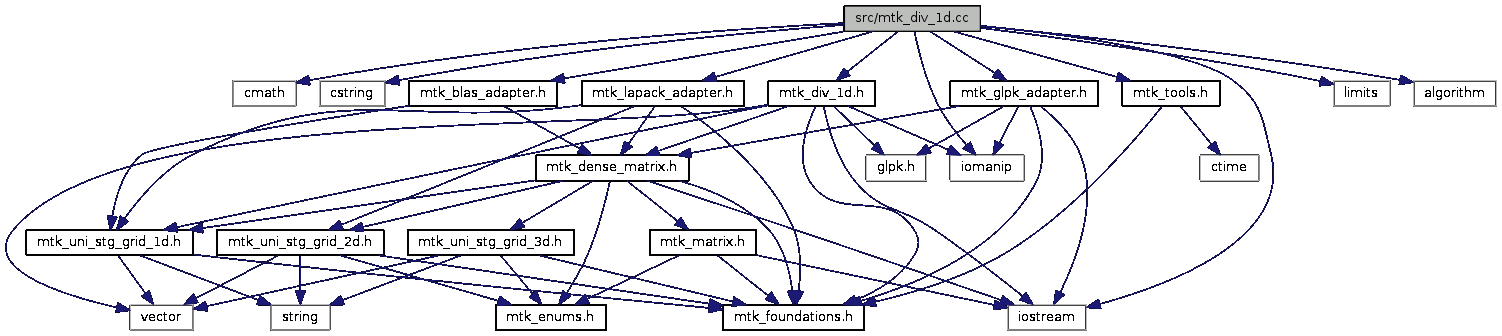 src/mtk_div_1d.cc
cmath
cstring
mtk_blas_adapter.h
mtk_lapack_adapter.h
mtk_div_1d.h
mtk_glpk_adapter.h
mtk_tools.h
limits
algorithm
mtk_dense_matrix.h
glpk.h
iomanip
ctime
mtk_uni_stg_grid_1d.h
mtk_uni_stg_grid_2d.h
mtk_uni_stg_grid_3d.h
mtk_matrix.h
vector
string
mtk_enums.h
mtk_foundations.h
iostream